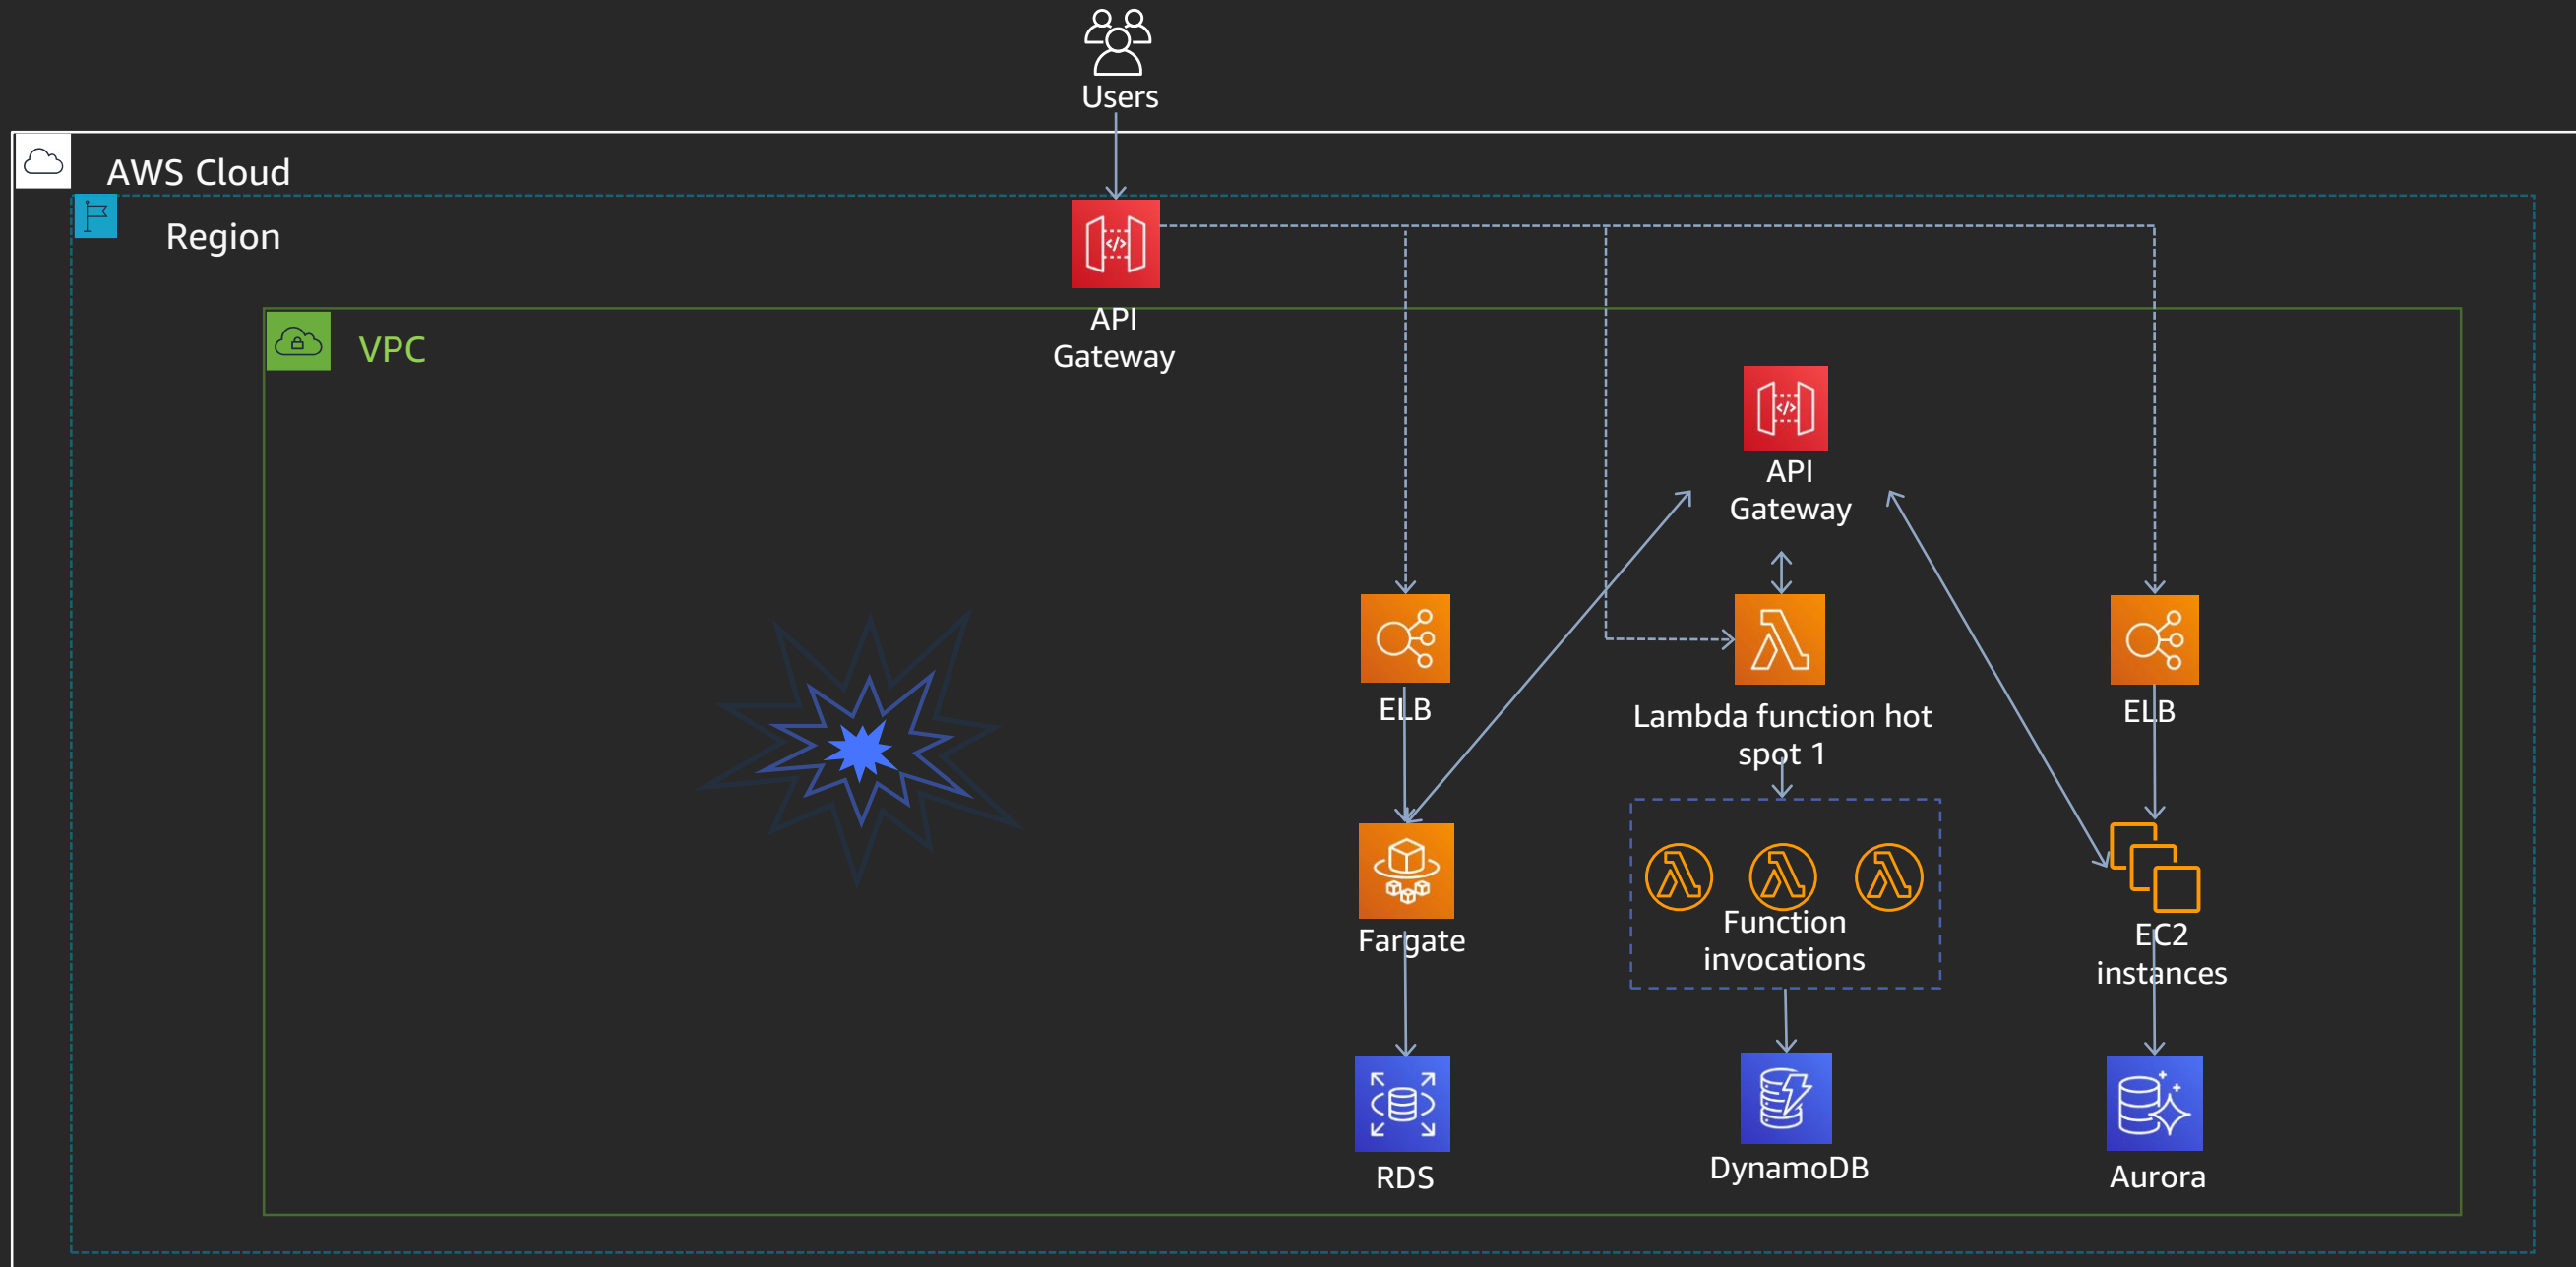 Users
AWS Cloud
Region
API
Gateway
VPC
API
Gateway
ELB
Lambda function hot
spot 1
ELB
Fargate
Function
invocations
EC2
instances
RDS
DynamoDB
Aurora